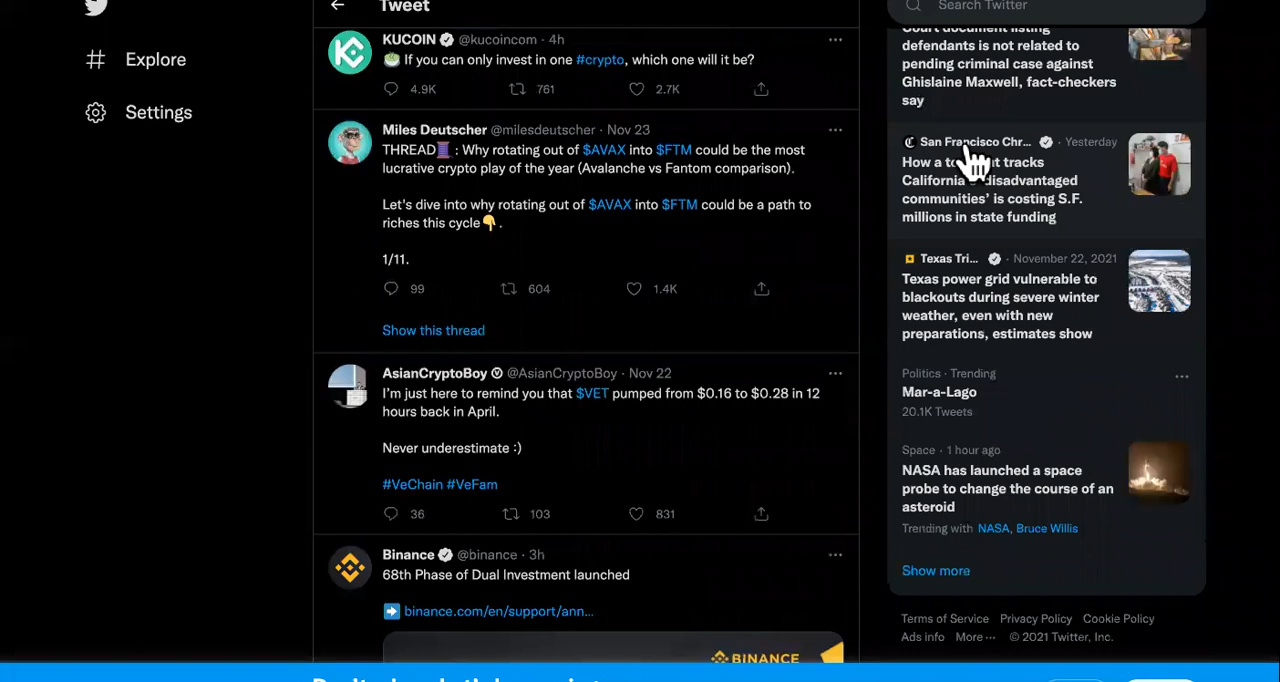 Tweet
Search Twitter
Explore
Settings
KUCOIN @kucoincom · 4h
If you can only invest in one #crypto, which one will it be?
4.9K 761 2.7K
Miles Deutscher @milesdeutscher · Nov 23
THREAD🧵: Why rotating out of $AVAX into $FTM could be the most
lucrative crypto play of the year (Avalanche vs Fantom comparison).
Let's dive into why rotating out of $AVAX into $FTM could be a path to
riches this cycle👇.
1/11.
99 604 1.4K
Show this thread
AsianCryptoBoy @AsianCryptoBoy · Nov 22
I'm just here to remind you that $VET pumped from $0.16 to $0.28 in 12
hours back in April.
Never underestimate :)
#VeChain #VeFam
36 103 831
Binance @binance · 3h
68th Phase of Dual Investment launched
➡️ binance.com/en/support/ann...
BINANCE
Court document listing
defendants is not related to
pending criminal case against
Ghislaine Maxwell, fact-checkers
say
San Francisco Chr... · Yesterday
How a tracks
California's 'disadvantaged
communities' is costing S.F.
millions in state funding
Texas Tri... · November 22, 2021
Texas power grid vulnerable to
blackouts during severe winter
weather, even with new
preparations, estimates show
Politics · Trending
Mar-a-Lago
20.1K Tweets
Space · 1 hour ago
NASA has launched a space
probe to change the course of an
asteroid
Trending with NASA, Bruce Willis
Show more
Terms of Service Privacy Policy Cookie Policy
Ads info More ··· © 2021 Twitter, Inc.